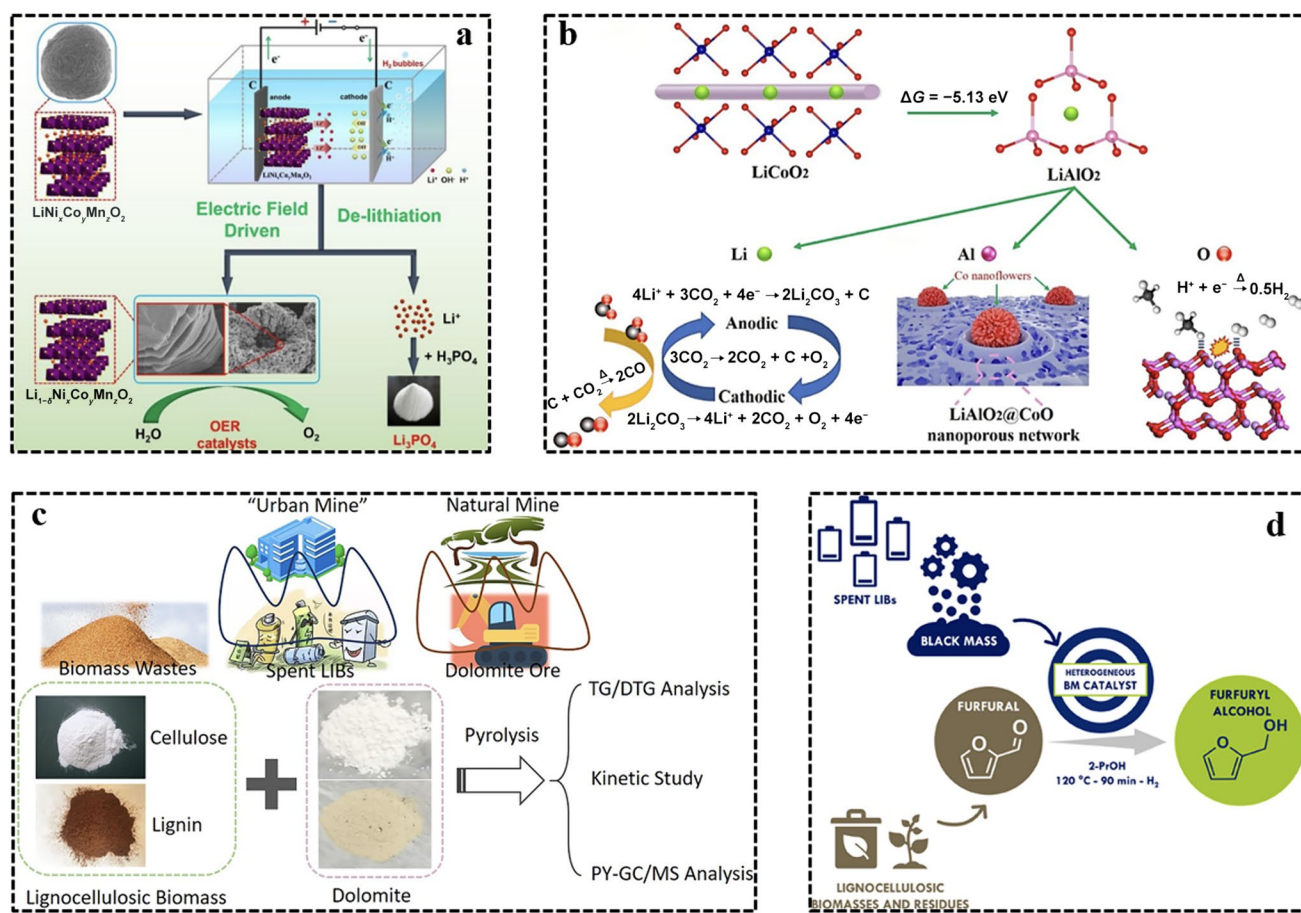 a
+ −
e⁻
e⁻
H₂ bubbles
C
C
anode
cathode
Li⁺
OH⁻
e⁻
H⁺
e⁻
H⁺
LiNiₓCoᵧMn_zO₂
Li⁺ OH⁻ H⁺
LiNiₓCoᵧMn_zO₂
Electric Field
Driven
De-lithiation
Li⁺
+ H₃PO₄
Li₁₋δNiₓCoᵧMn_zO₂
H₂O
OER
catalysts
O₂
Li₃PO₄
b
ΔG = −5.13 eV
LiCoO₂
LiAlO₂
Li
Al
O
4Li⁺ + 3CO₂ + 4e⁻ → 2Li₂CO₃ + C
Anodic
3CO₂ → 2CO₂ + C +O₂
Cathodic
2Li₂CO₃ → 4Li⁺ + 2CO₂ + O₂ + 4e⁻
C + CO₂ Δ→ 2CO
Co nanoflowers
LiAlO₂@CoO
nanoporous network
H⁺ + e⁻ Δ→ 0.5H₂
c
"Urban Mine"
Natural Mine
Biomass Wastes
Spent LIBs
Dolomite Ore
Cellulose
Lignin
Lignocellulosic Biomass
Dolomite
Pyrolysis
TG/DTG Analysis
Kinetic Study
PY-GC/MS Analysis
d
SPENT LIBs
BLACK MASS
HETEROGENEOUS
BM CATALYST
FURFURAL
O
O
2-PrOH
120 °C - 90 min - H₂
FURFURYL
ALCOHOL
OH
O
LIGNOCELLULOSIC
BIOMASSES AND RESIDUES